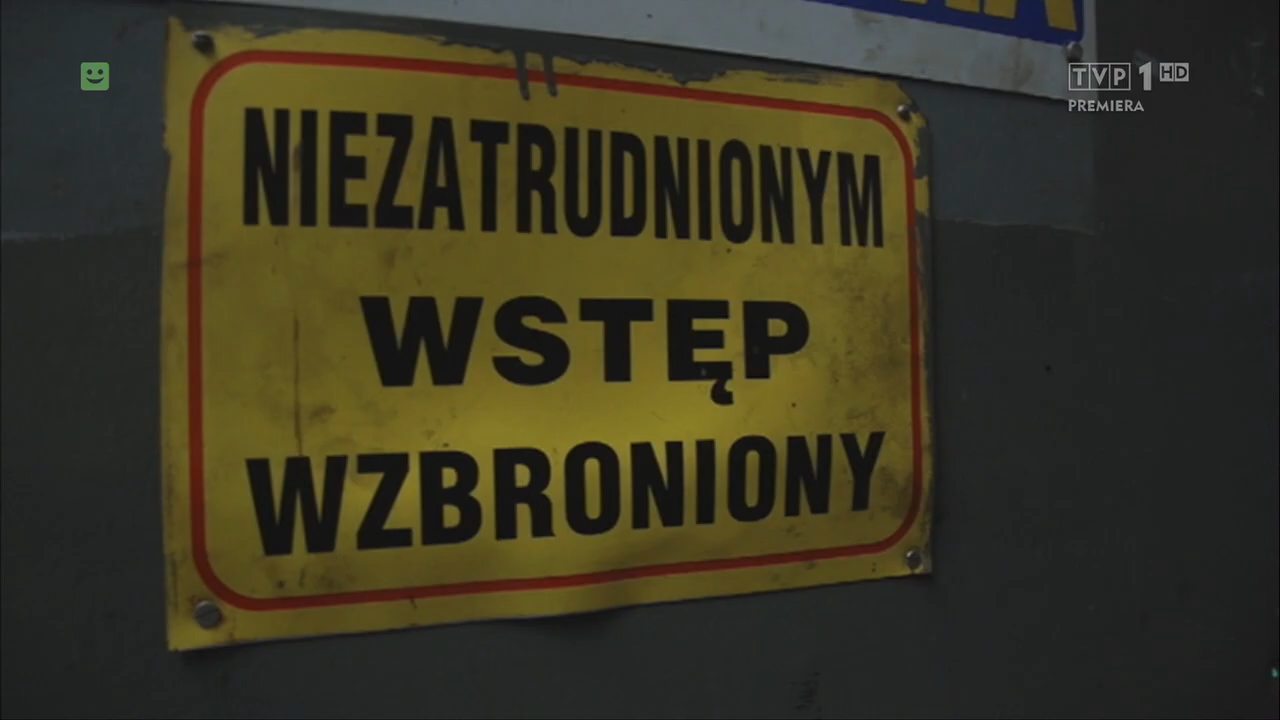 TVP 1 HD
PREMIERA
NIEZATRUDNIONYM
WSTĘP
WZBRONIONY